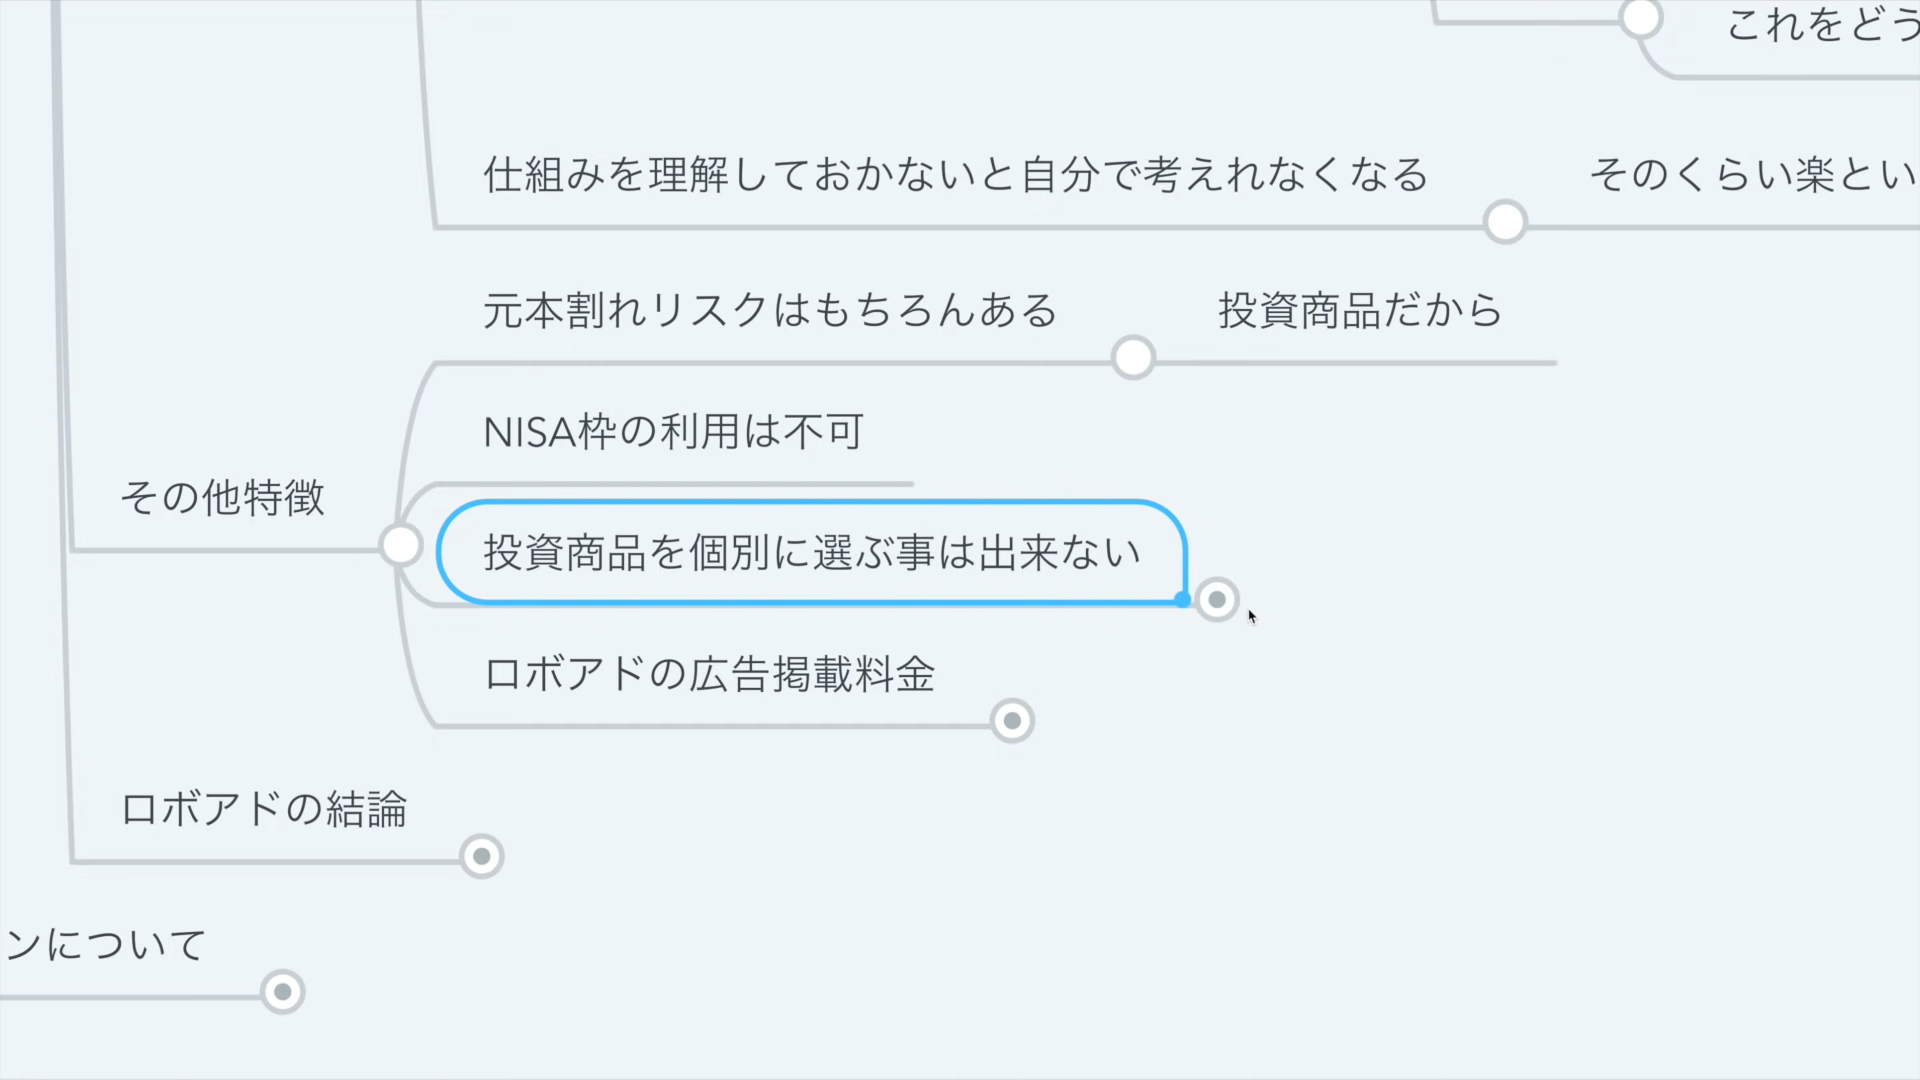 これをどう
仕組みを理解しておかないと自分で考えれなくなる
そのくらい楽とい
元本割れリスクはもちろんある
投資商品だから
NISA枠の利用は不可
その他特徴
投資商品を個別に選ぶ事は出来ない
ロボアドの広告掲載料金
ロボアドの結論
ンについて